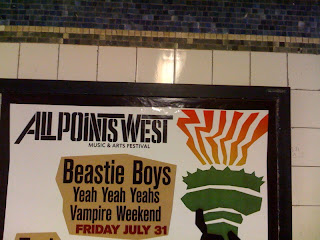 ALL POINTS WEST
MUSIC & ARTS FESTIVAL
Beastie Boys
Yeah Yeah Yeahs
Vampire Weekend
FRIDAY JULY 31